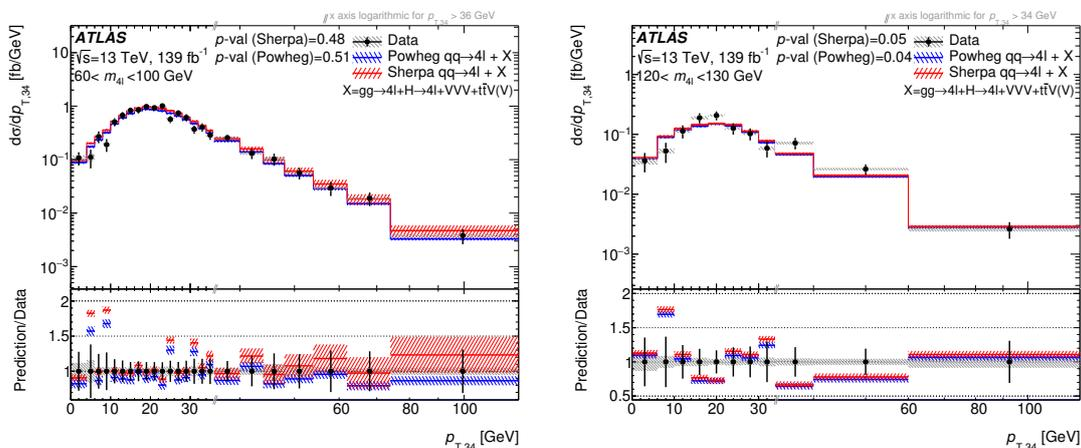 x axis logarithmic for p_T,34 > 36 GeV
ATLAS
√s=13 TeV, 139 fb⁻¹
60< m_4l <100 GeV
p-val (Sherpa)=0.48
p-val (Powheg)=0.51
Data
Powheg qq→4l + X
Sherpa qq→4l + X
X=gg→4l+H→4l+VVV+tt̄V(V)
dσ/dp_T,34 [fb/GeV]
10
1
10⁻¹
10⁻²
10⁻³
Prediction/Data
2
1.5
1
0 10 20 30 60 100
p_T,34 [GeV]
x axis logarithmic for p_T,34 > 34 GeV
ATLAS
√s=13 TeV, 139 fb⁻¹
120< m_4l <130 GeV
p-val (Sherpa)=0.05
p-val (Powheg)=0.04
Data
Powheg qq→4l + X
Sherpa qq→4l + X
X=gg→4l+H→4l+VVV+tt̄V(V)
dσ/dp_T,34 [fb/GeV]
1
10⁻¹
10⁻²
10⁻³
Prediction/Data
2
1.5
1
0.5
0 10 20 30 60 100
p_T,34 [GeV]